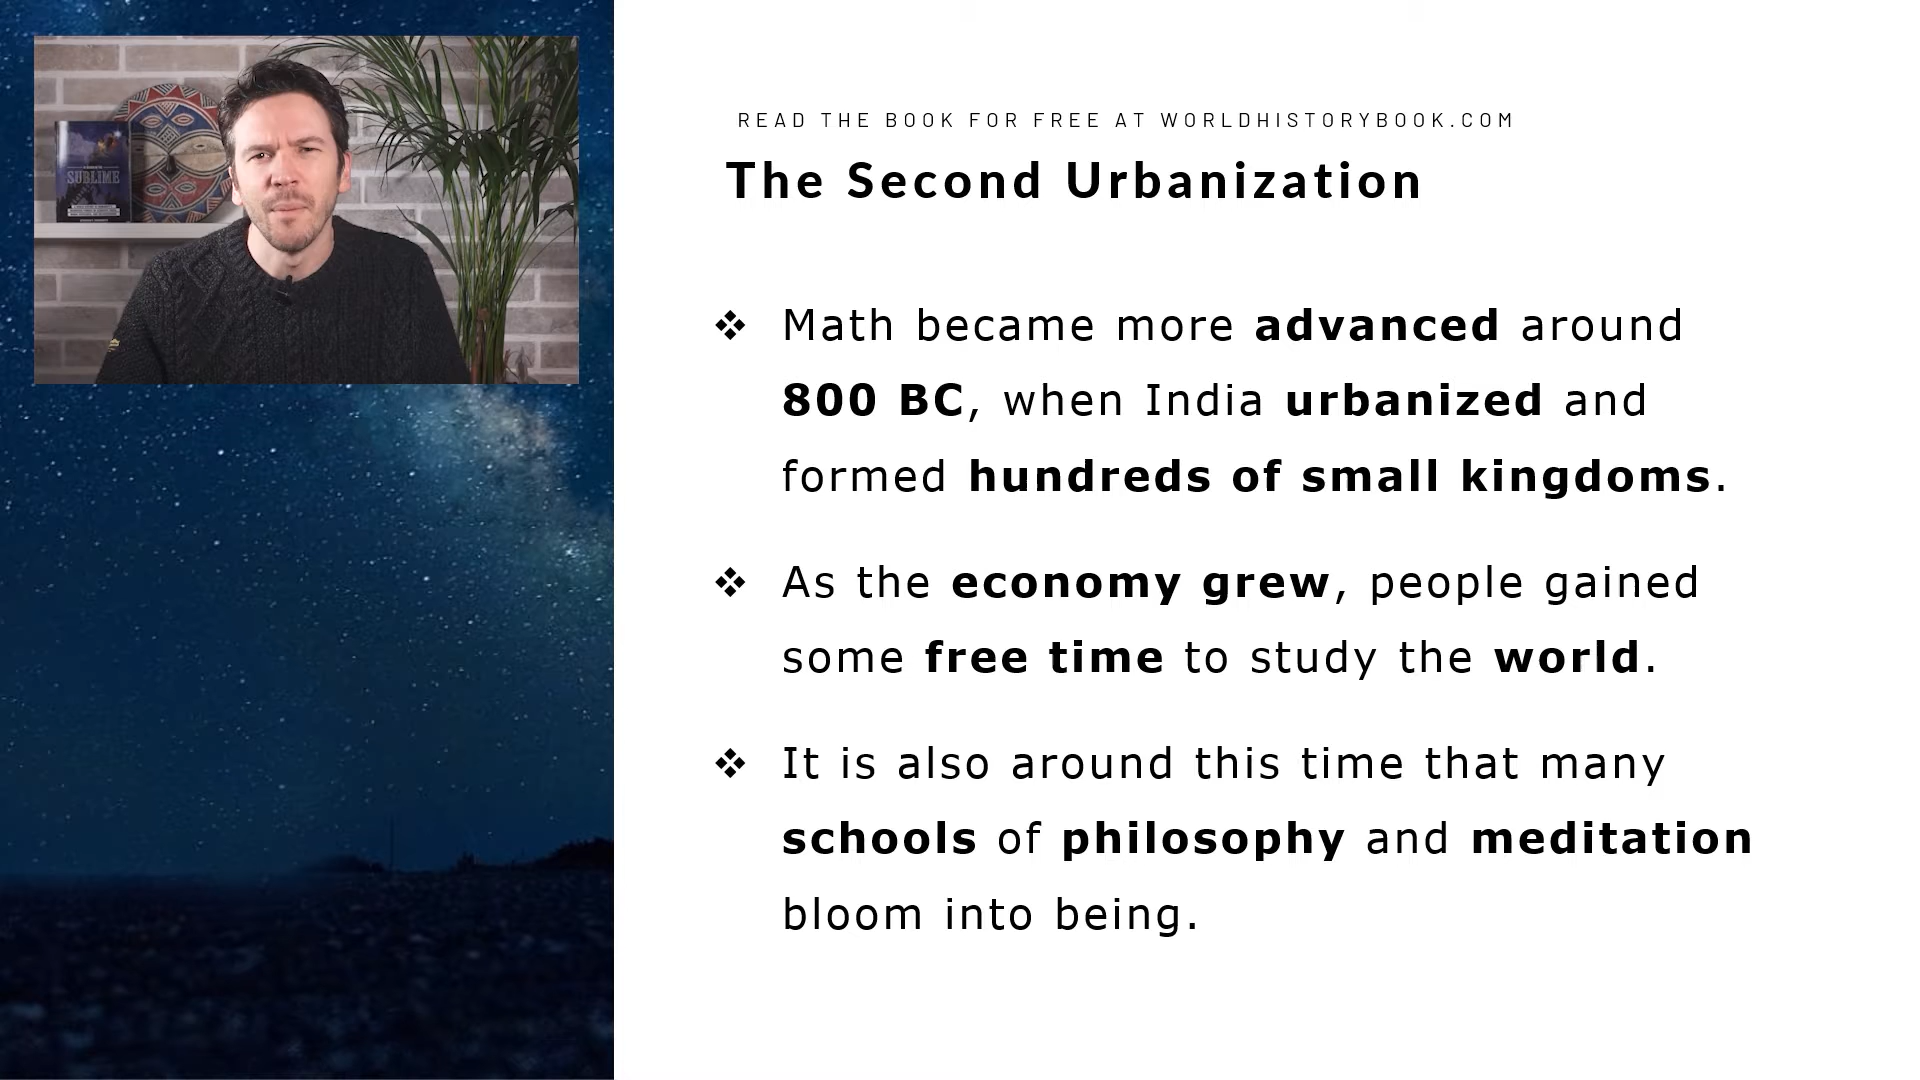 SUBLIME
READ THE BOOK FOR FREE AT WORLDHISTORYBOOK.COM
The Second Urbanization
❖ Math became more advanced around
800 BC, when India urbanized and
formed hundreds of small kingdoms.
❖ As the economy grew, people gained
some free time to study the world.
❖ It is also around this time that many
schools of philosophy and meditation
bloom into being.